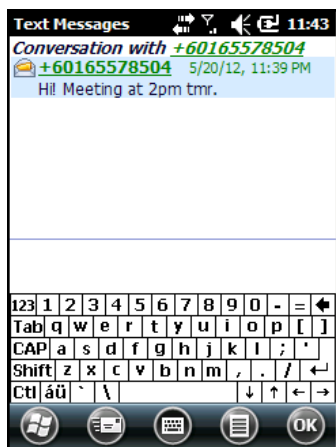 Text Messages 11:43
Conversation with +60165578504
+60165578504 5/20/12, 11:39 PM
Hi! Meeting at 2pm tmr.
123 1 2 3 4 5 6 7 8 9 0 - =
Tab q w e r t y u i o p [ ]
CAP a s d f g h j k l ; '
Shift z x c v b n m , . /
Ctl áü ` \
OK